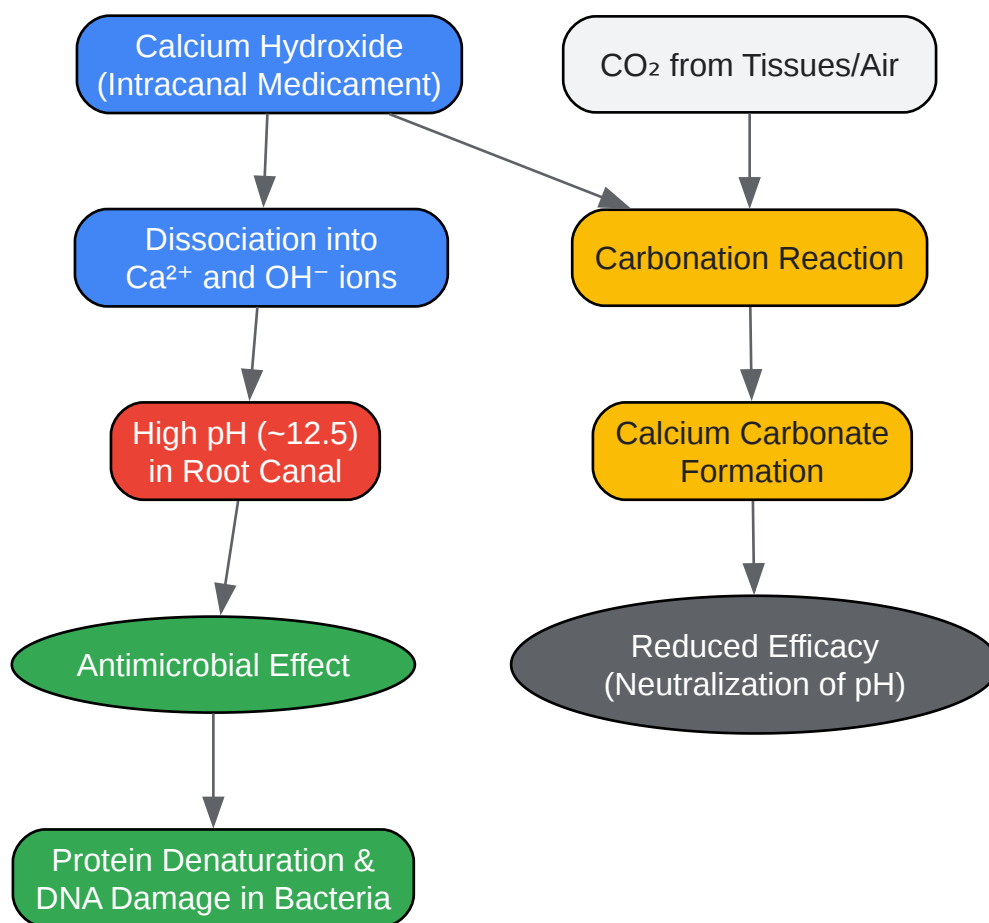 Calcium Hydroxide
(Intracanal Medicament)
CO₂ from Tissues/Air
Dissociation into
Ca²⁺ and OH⁻ ions
Carbonation Reaction
High pH (~12.5)
in Root Canal
Calcium Carbonate
Formation
Antimicrobial Effect
Reduced Efficacy
(Neutralization of pH)
Protein Denaturation &
DNA Damage in Bacteria